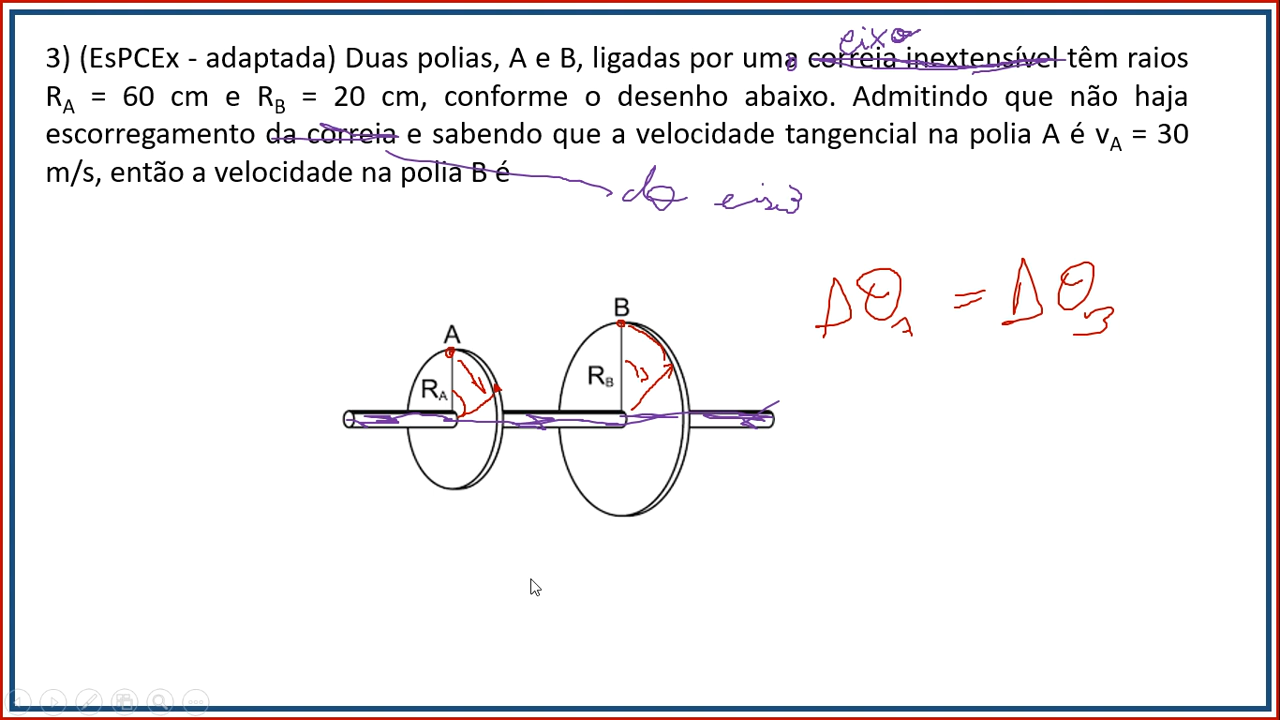 eixo
3) (EsPCEx - adaptada) Duas polias, A e B, ligadas por uma correia inextensível têm raios
RA = 60 cm e RB = 20 cm, conforme o desenho abaixo. Admitindo que não haja
escorregamento da correia e sabendo que a velocidade tangencial na polia A é vA = 30
m/s, então a velocidade na polia B é
do eixo
ΔθA = ΔθB
B
A
RB
RA